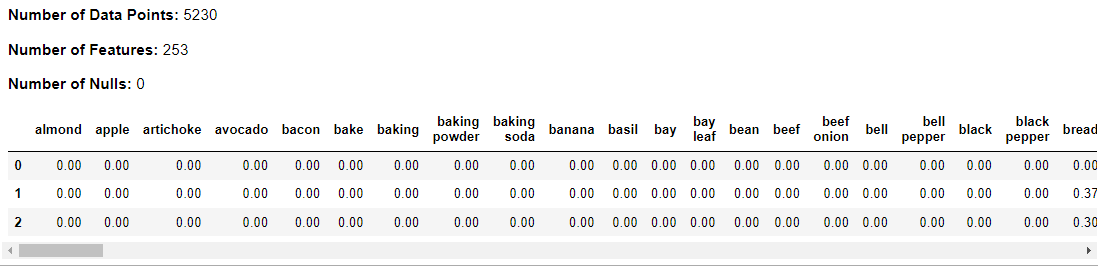 Number of Data Points: 5230
Number of Features: 253
Number of Nulls: 0
almond apple artichoke avocado bacon bake baking baking powder baking soda banana basil bay bay leaf bean beef beef onion bell bell pepper black black pepper bread
0 0.00 0.00 0.00 0.00 0.00 0.00 0.00 0.00 0.00 0.00 0.00 0.00 0.00 0.00 0.00 0.00 0.00 0.00 0.00 0.00 0.00
1 0.00 0.00 0.00 0.00 0.00 0.00 0.00 0.00 0.00 0.00 0.00 0.00 0.00 0.00 0.00 0.00 0.00 0.00 0.00 0.00 0.37
2 0.00 0.00 0.00 0.00 0.00 0.00 0.00 0.00 0.00 0.00 0.00 0.00 0.00 0.00 0.00 0.00 0.00 0.00 0.00 0.00 0.30